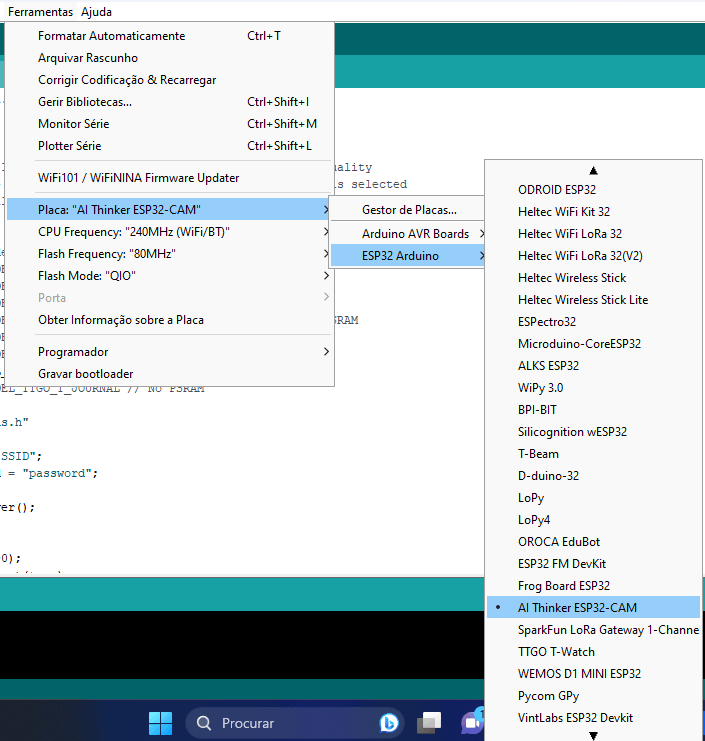 Ferramentas Ajuda
Formatar Automaticamente Ctrl+T
Arquivar Rascunho
Corrigir Codificação & Recarregar
Gerir Bibliotecas... Ctrl+Shift+I
Monitor Série Ctrl+Shift+M
Plotter Série Ctrl+Shift+L
WiFi101 / WiFiNINA Firmware Updater
Placa: "AI Thinker ESP32-CAM"
CPU Frequency: "240MHz (WiFi/BT)"
Flash Frequency: "80MHz"
Flash Mode: "QIO"
Porta
Obter Informação sobre a Placa
Programador
Gravar bootloader
Gestor de Placas...
Arduino AVR Boards
ESP32 Arduino
ODROID ESP32
Heltec WiFi Kit 32
Heltec WiFi LoRa 32
Heltec WiFi LoRa 32(V2)
Heltec Wireless Stick
Heltec Wireless Stick Lite
ESPectro32
Microduino-CoreESP32
ALKS ESP32
WiPy 3.0
BPI-BIT
Silicognition wESP32
T-Beam
D-duino-32
LoPy
LoPy4
OROCA EduBot
ESP32 FM DevKit
Frog Board ESP32
AI Thinker ESP32-CAM
SparkFun LoRa Gateway 1-Channe
TTGO T-Watch
WEMOS D1 MINI ESP32
Pycom GPy
VintLabs ESP32 Devkit
ality
is selected
SRAM
DEL_TTGO_T_JOURNAL // No PSRAM
s.h"
SSID";
= "password";
ver();
0);
Procurar
1